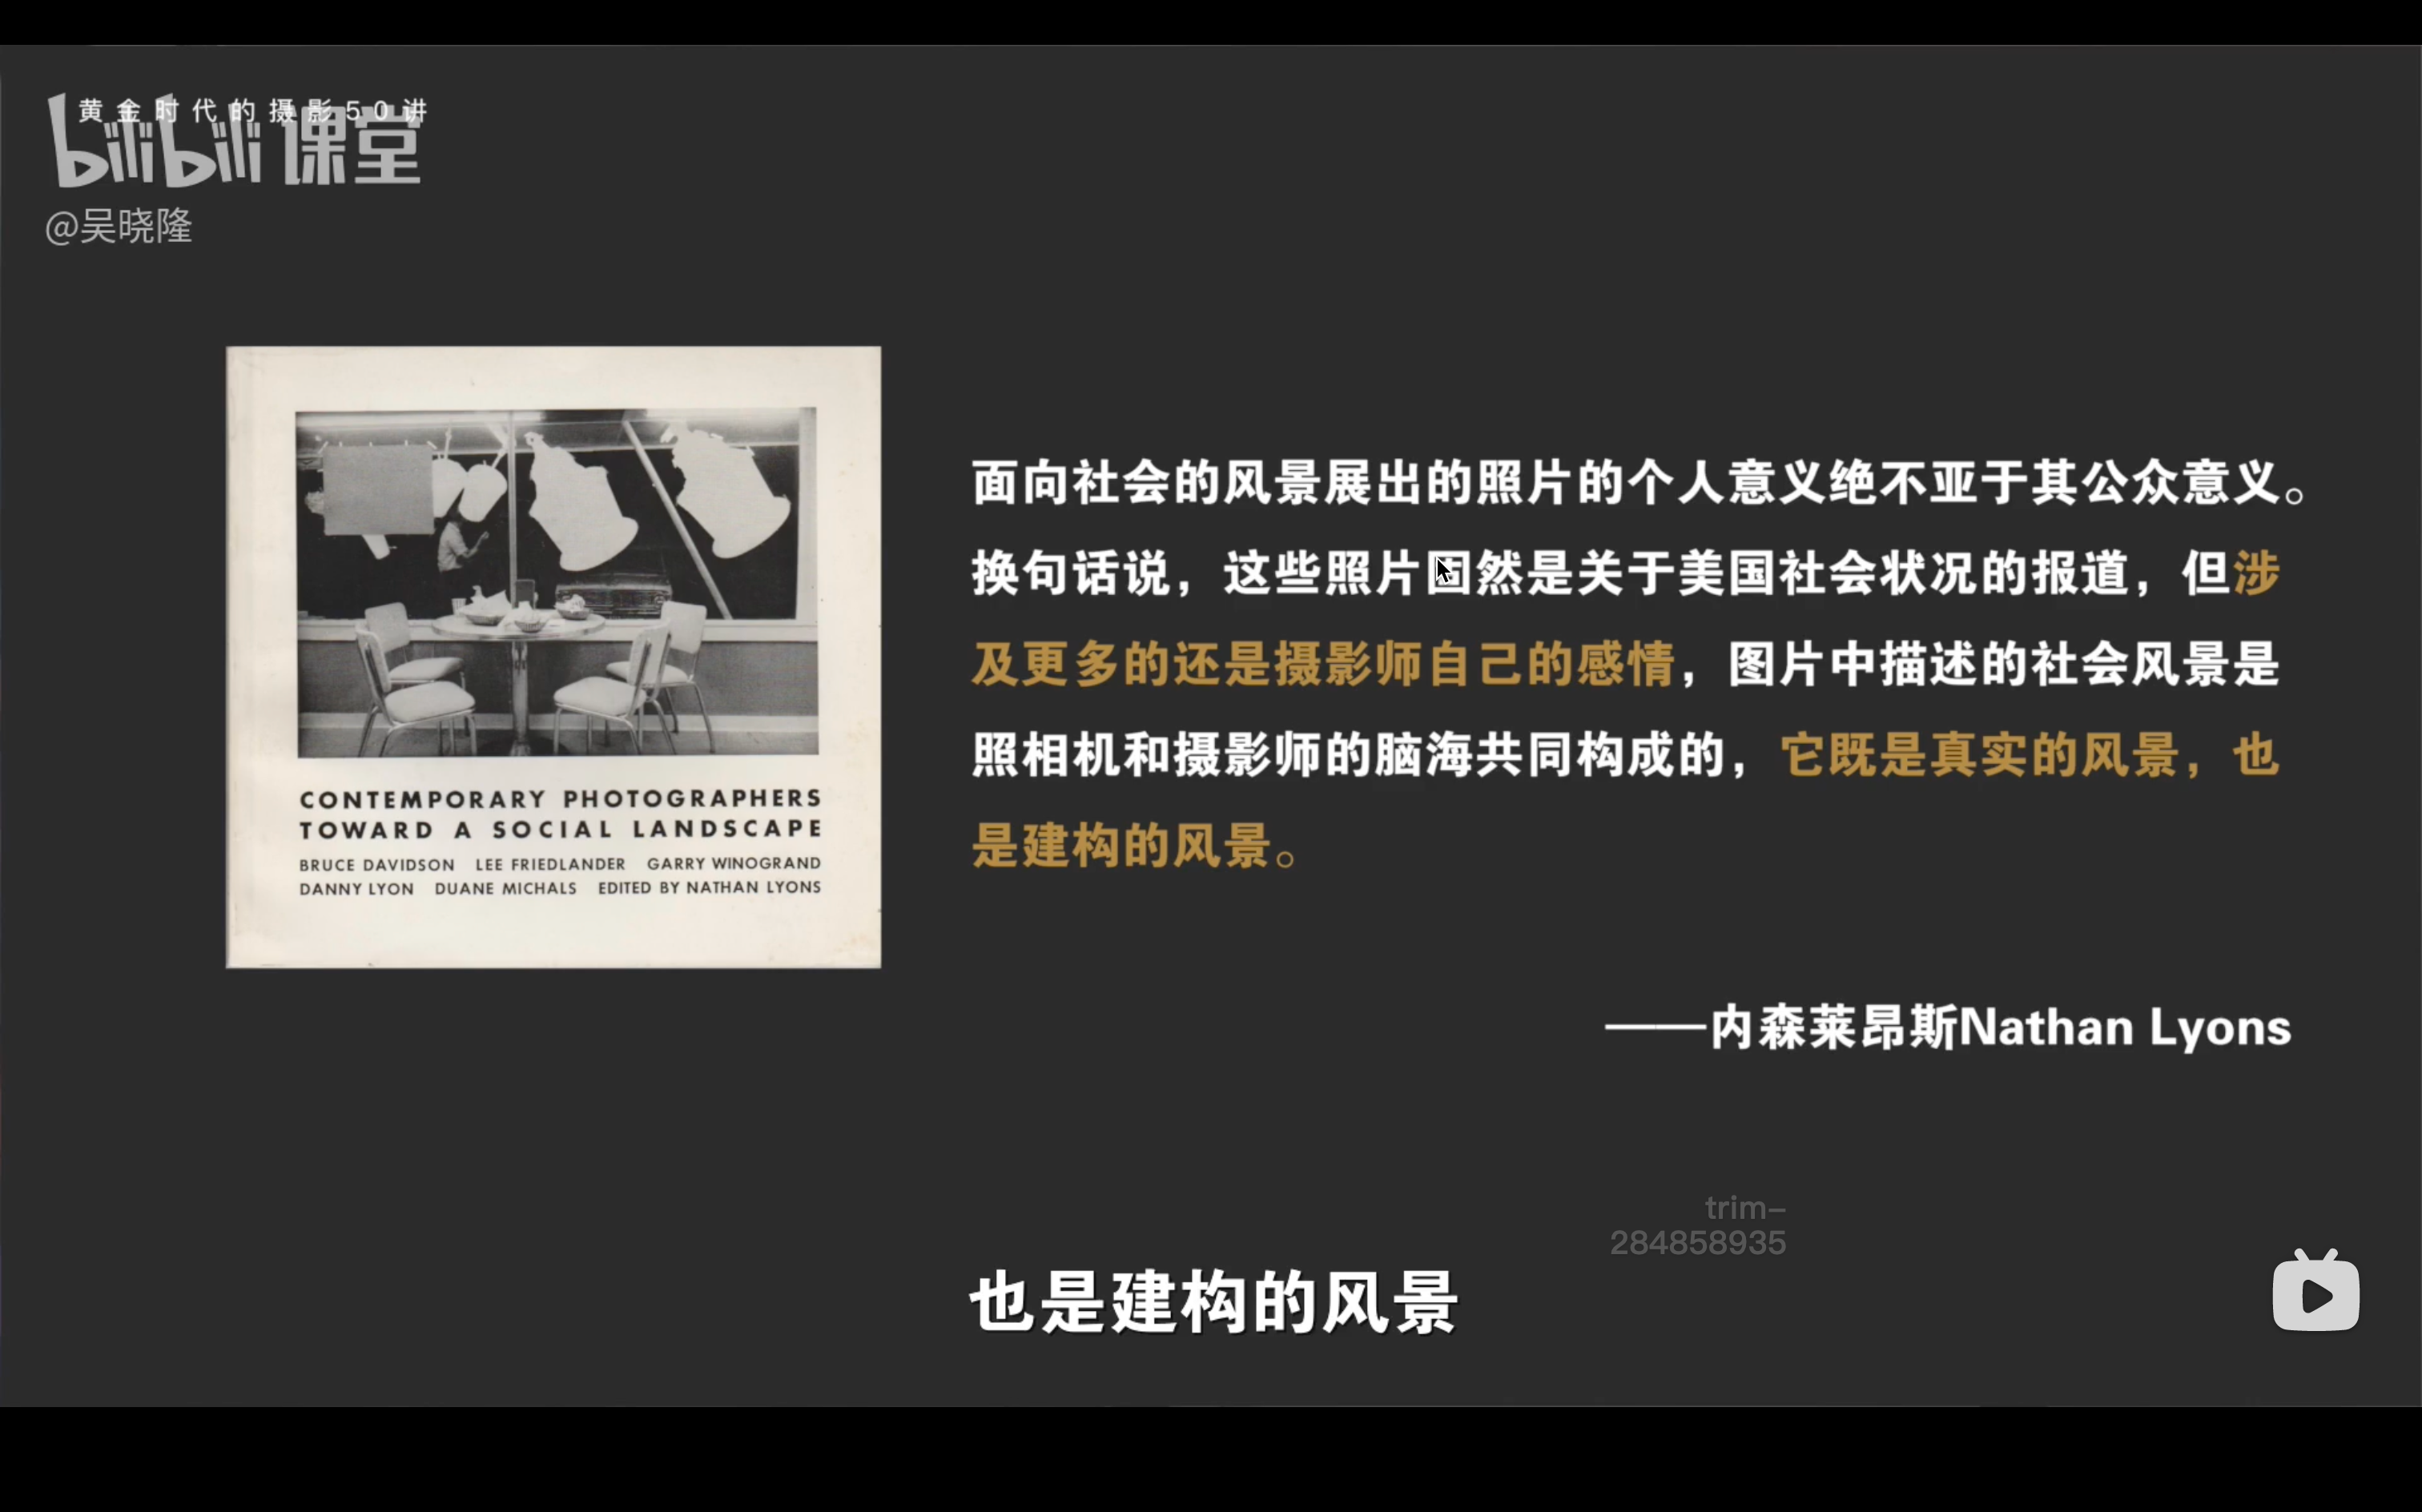 黄金时代的摄影50讲
bilibili课堂
@吴晓隆
面向社会的风景展出的照片的个人意义绝不亚于其公众意义。
换句话说，这些照片固然是关于美国社会状况的报道，但涉
及更多的还是摄影师自己的感情，图片中描述的社会风景是
照相机和摄影师的脑海共同构成的，它既是真实的风景，也
是建构的风景。
——内森莱昂斯Nathan Lyons
CONTEMPORARY PHOTOGRAPHERS
TOWARD A SOCIAL LANDSCAPE
BRUCE DAVIDSON LEE FRIEDLANDER GARRY WINOGRAND
DANNY LYON DUANE MICHALS EDITED BY NATHAN LYONS
trim-
284858935
也是建构的风景